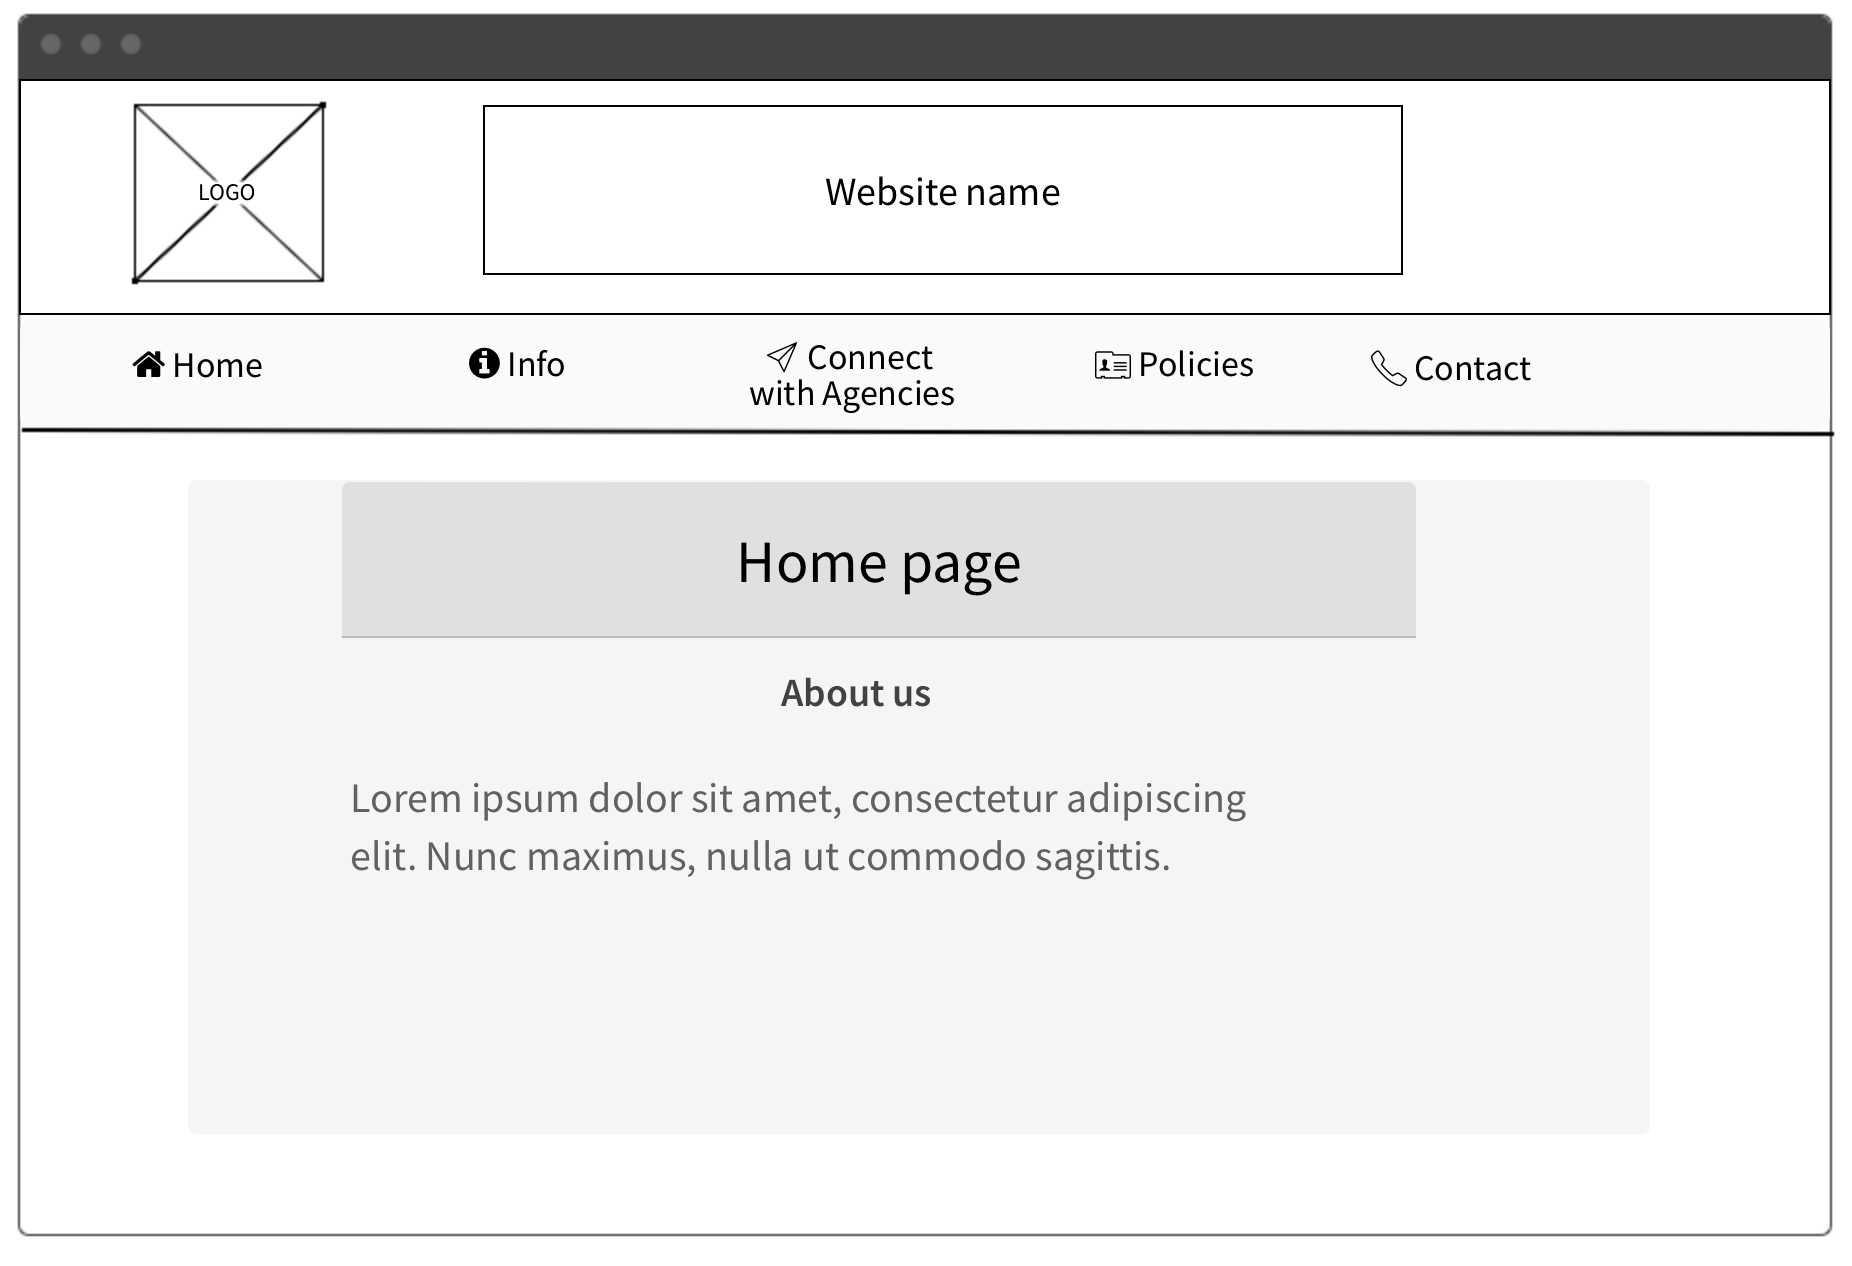 LOGO
Website name
Home
Info
Connect
with Agencies
Policies
Contact
Home page
About us
Lorem ipsum dolor sit amet, consectetur adipiscing
elit. Nunc maximus, nulla ut commodo sagittis.